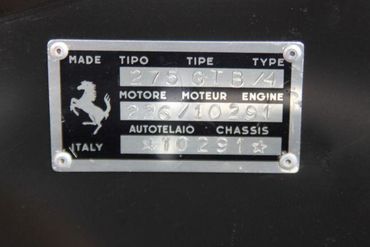 MADE TIPO TIPE TYPE
275 GTB/4
MOTORE MOTEUR ENGINE
226/10291
AUTOTELAIO CHASSIS
ITALY ☆10291☆